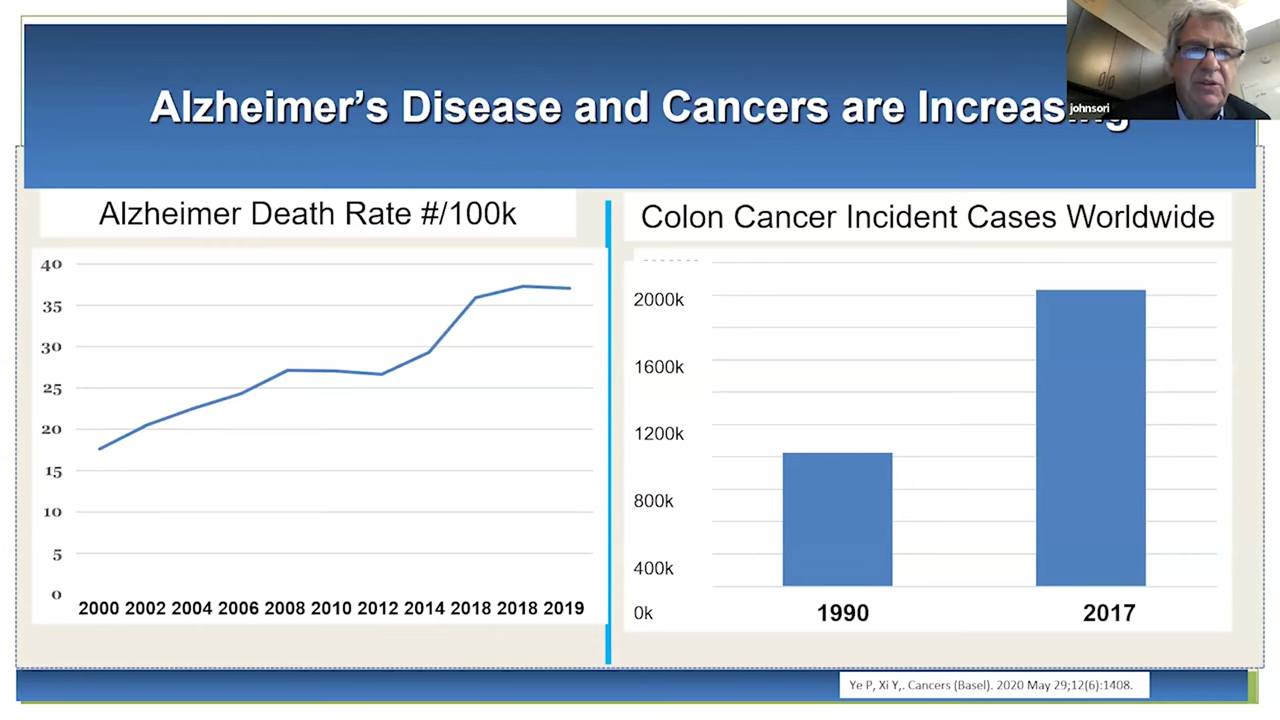 Alzheimer's Disease and Cancers are Increasing
johnsori
Alzheimer Death Rate #/100k
40
35
30
25
20
15
10
5
0
2000 2002 2004 2006 2008 2010 2012 2014 2018 2018 2019
Colon Cancer Incident Cases Worldwide
2000k
1600k
1200k
800k
400k
0k
1990 2017
Ye P, Xi Y,. Cancers (Basel). 2020 May 29;12(6):1408.